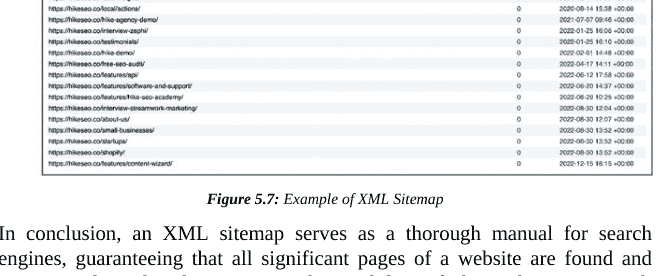 https://hikeseo.co/local/actions/ 0 2020-08-14 15:38 +00:00
https://hikeseo.co/hike-agency-demo/ 0 2021-07-07 09:46 +00:00
https://hikeseo.co/interview-zephi/ 0 2022-01-25 16:06 +00:00
https://hikeseo.co/testimonials/ 0 2022-01-25 16:10 +00:00
https://hikeseo.co/hike-demo/ 0 2022-02-01 14:48 +00:00
https://hikeseo.co/free-seo-audit/ 0 2022-04-17 14:11 +00:00
https://hikeseo.co/features/api/ 0 2022-06-12 17:58 +00:00
https://hikeseo.co/features/software-and-support/ 0 2022-06-20 14:37 +00:00
https://hikeseo.co/features/hike-seo-academy/ 0 2022-06-29 10:25 +00:00
https://hikeseo.co/interview-streamwork-marketing/ 0 2022-08-30 12:04 +00:00
https://hikeseo.co/about-us/ 0 2022-08-30 12:07 +00:00
https://hikeseo.co/small-businesses/ 0 2022-08-30 13:52 +00:00
https://hikeseo.co/startups/ 0 2022-08-30 13:52 +00:00
https://hikeseo.co/shopify/ 0 2022-08-30 13:52 +00:00
https://hikeseo.co/features/content-wizard/ 0 2022-12-15 16:15 +00:00
Figure 5.7: Example of XML Sitemap
In conclusion, an XML sitemap serves as a thorough manual for search
engines, guaranteeing that all significant pages of a website are found and